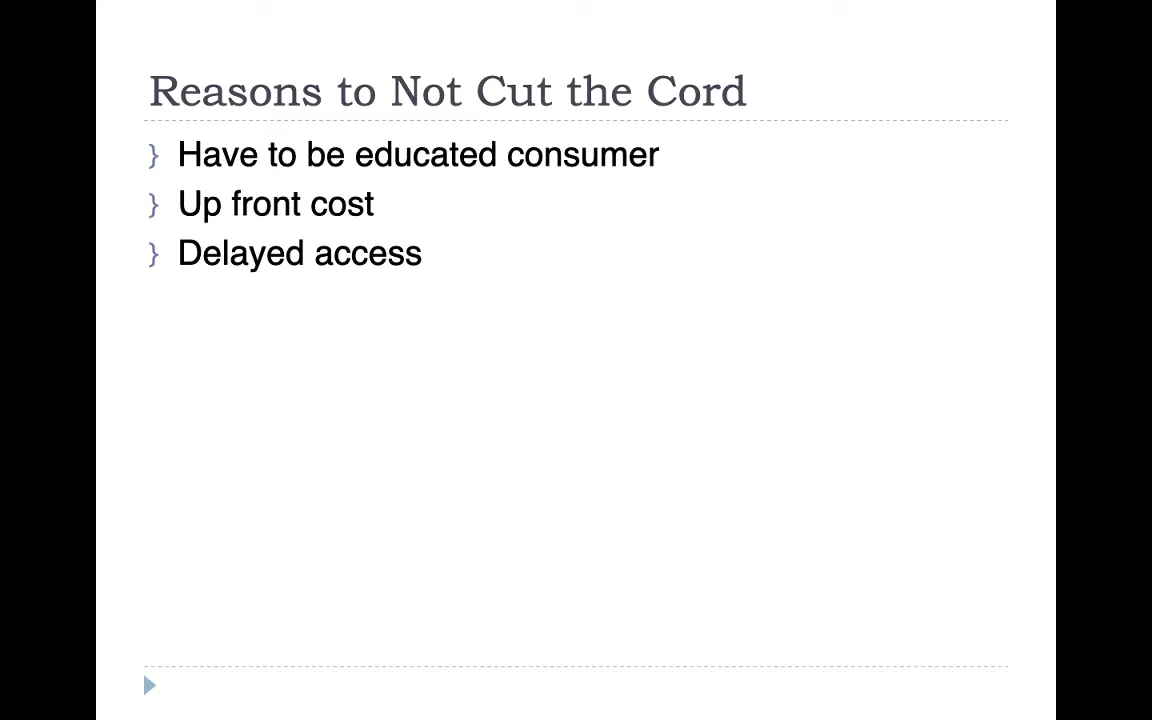 Reasons to Not Cut the Cord
} Have to be educated consumer
} Up front cost
} Delayed access